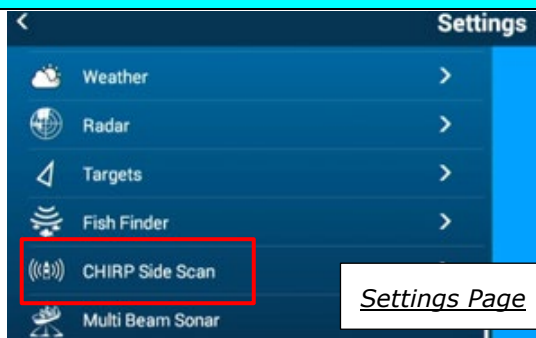 Settings
Weather
Radar
Targets
Fish Finder
CHIRP Side Scan
Settings Page
Multi Beam Sonar